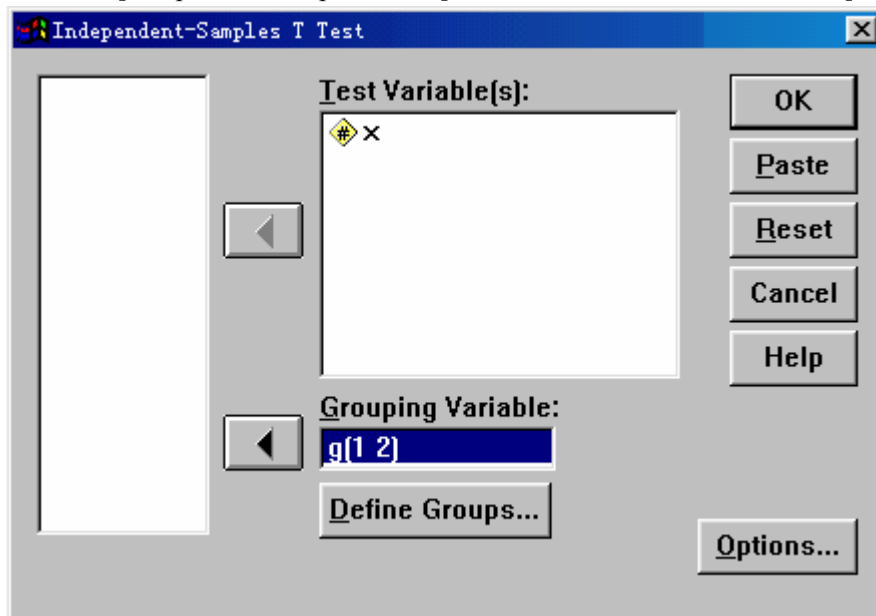 Independent-Samples T Test
Test Variable(s):
# x
OK
Paste
Reset
Cancel
Help
Grouping Variable:
g(1 2)
Define Groups...
Options...